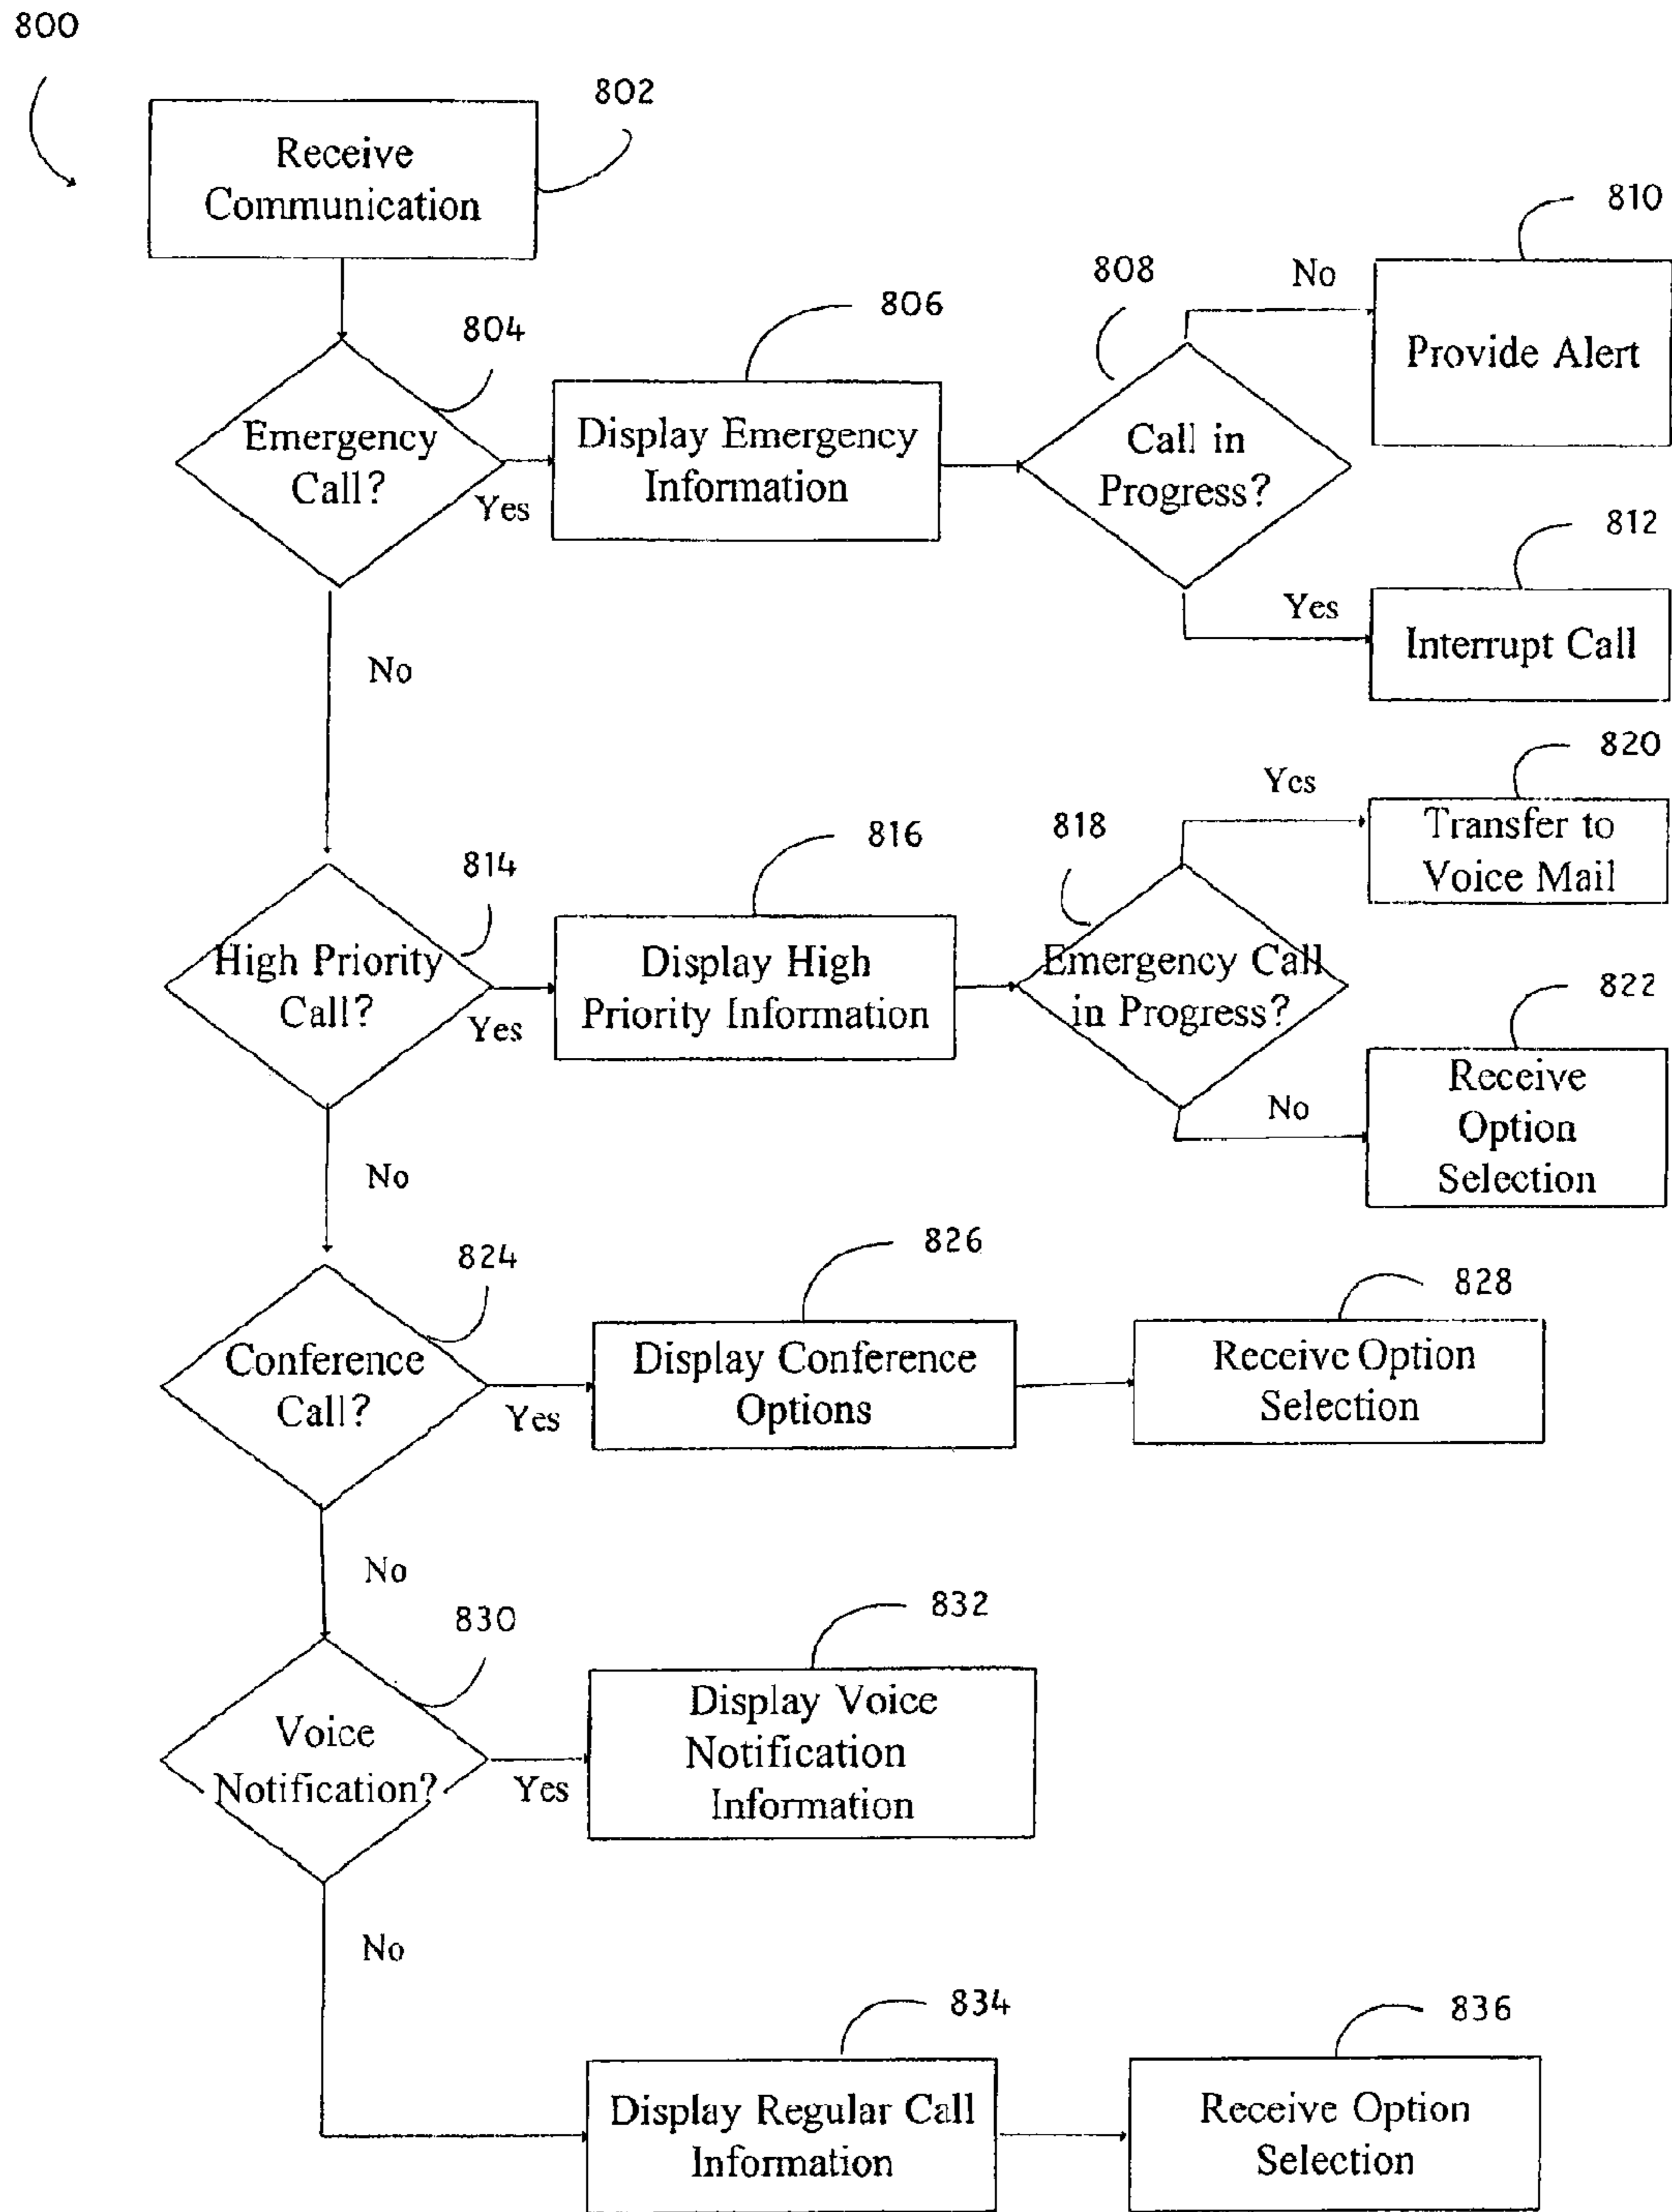 800
802
Receive
Communication
810
808
No
806
804
Provide Alert
Emergency
Call?
Display Emergency
Information
Call in
Progress?
Yes
812
Yes
Interrupt Call
No
820
Yes
Transfer to
Voice Mail
818
816
814
822
High Priority
Call?
Display High
Priority Information
Emergency Call
in Progress?
Yes
Receive
Option
Selection
No
No
826
824
828
Conference
Call?
Display Conference
Options
Receive Option
Selection
Yes
No
832
830
Voice
Notification?
Display Voice
Notification
Information
Yes
No
834
836
Display Regular Call
Information
Receive Option
Selection